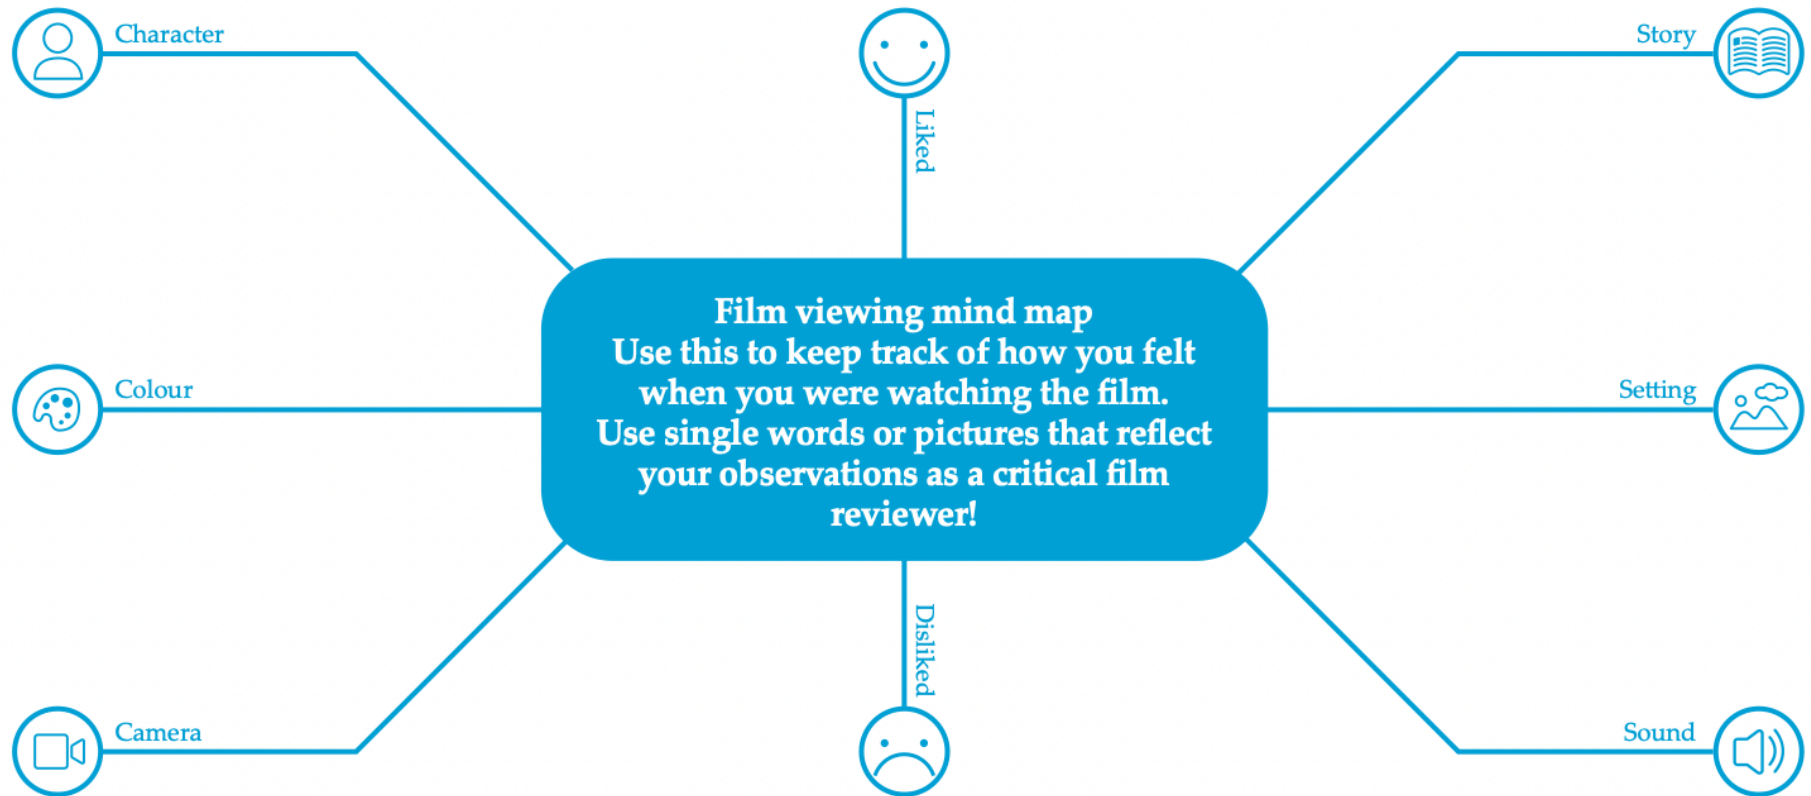 Character
Liked
Story
Film viewing mind map
Use this to keep track of how you felt
when you were watching the film.
Use single words or pictures that reflect
your observations as a critical film
reviewer!
Colour
Setting
Disliked
Camera
Sound